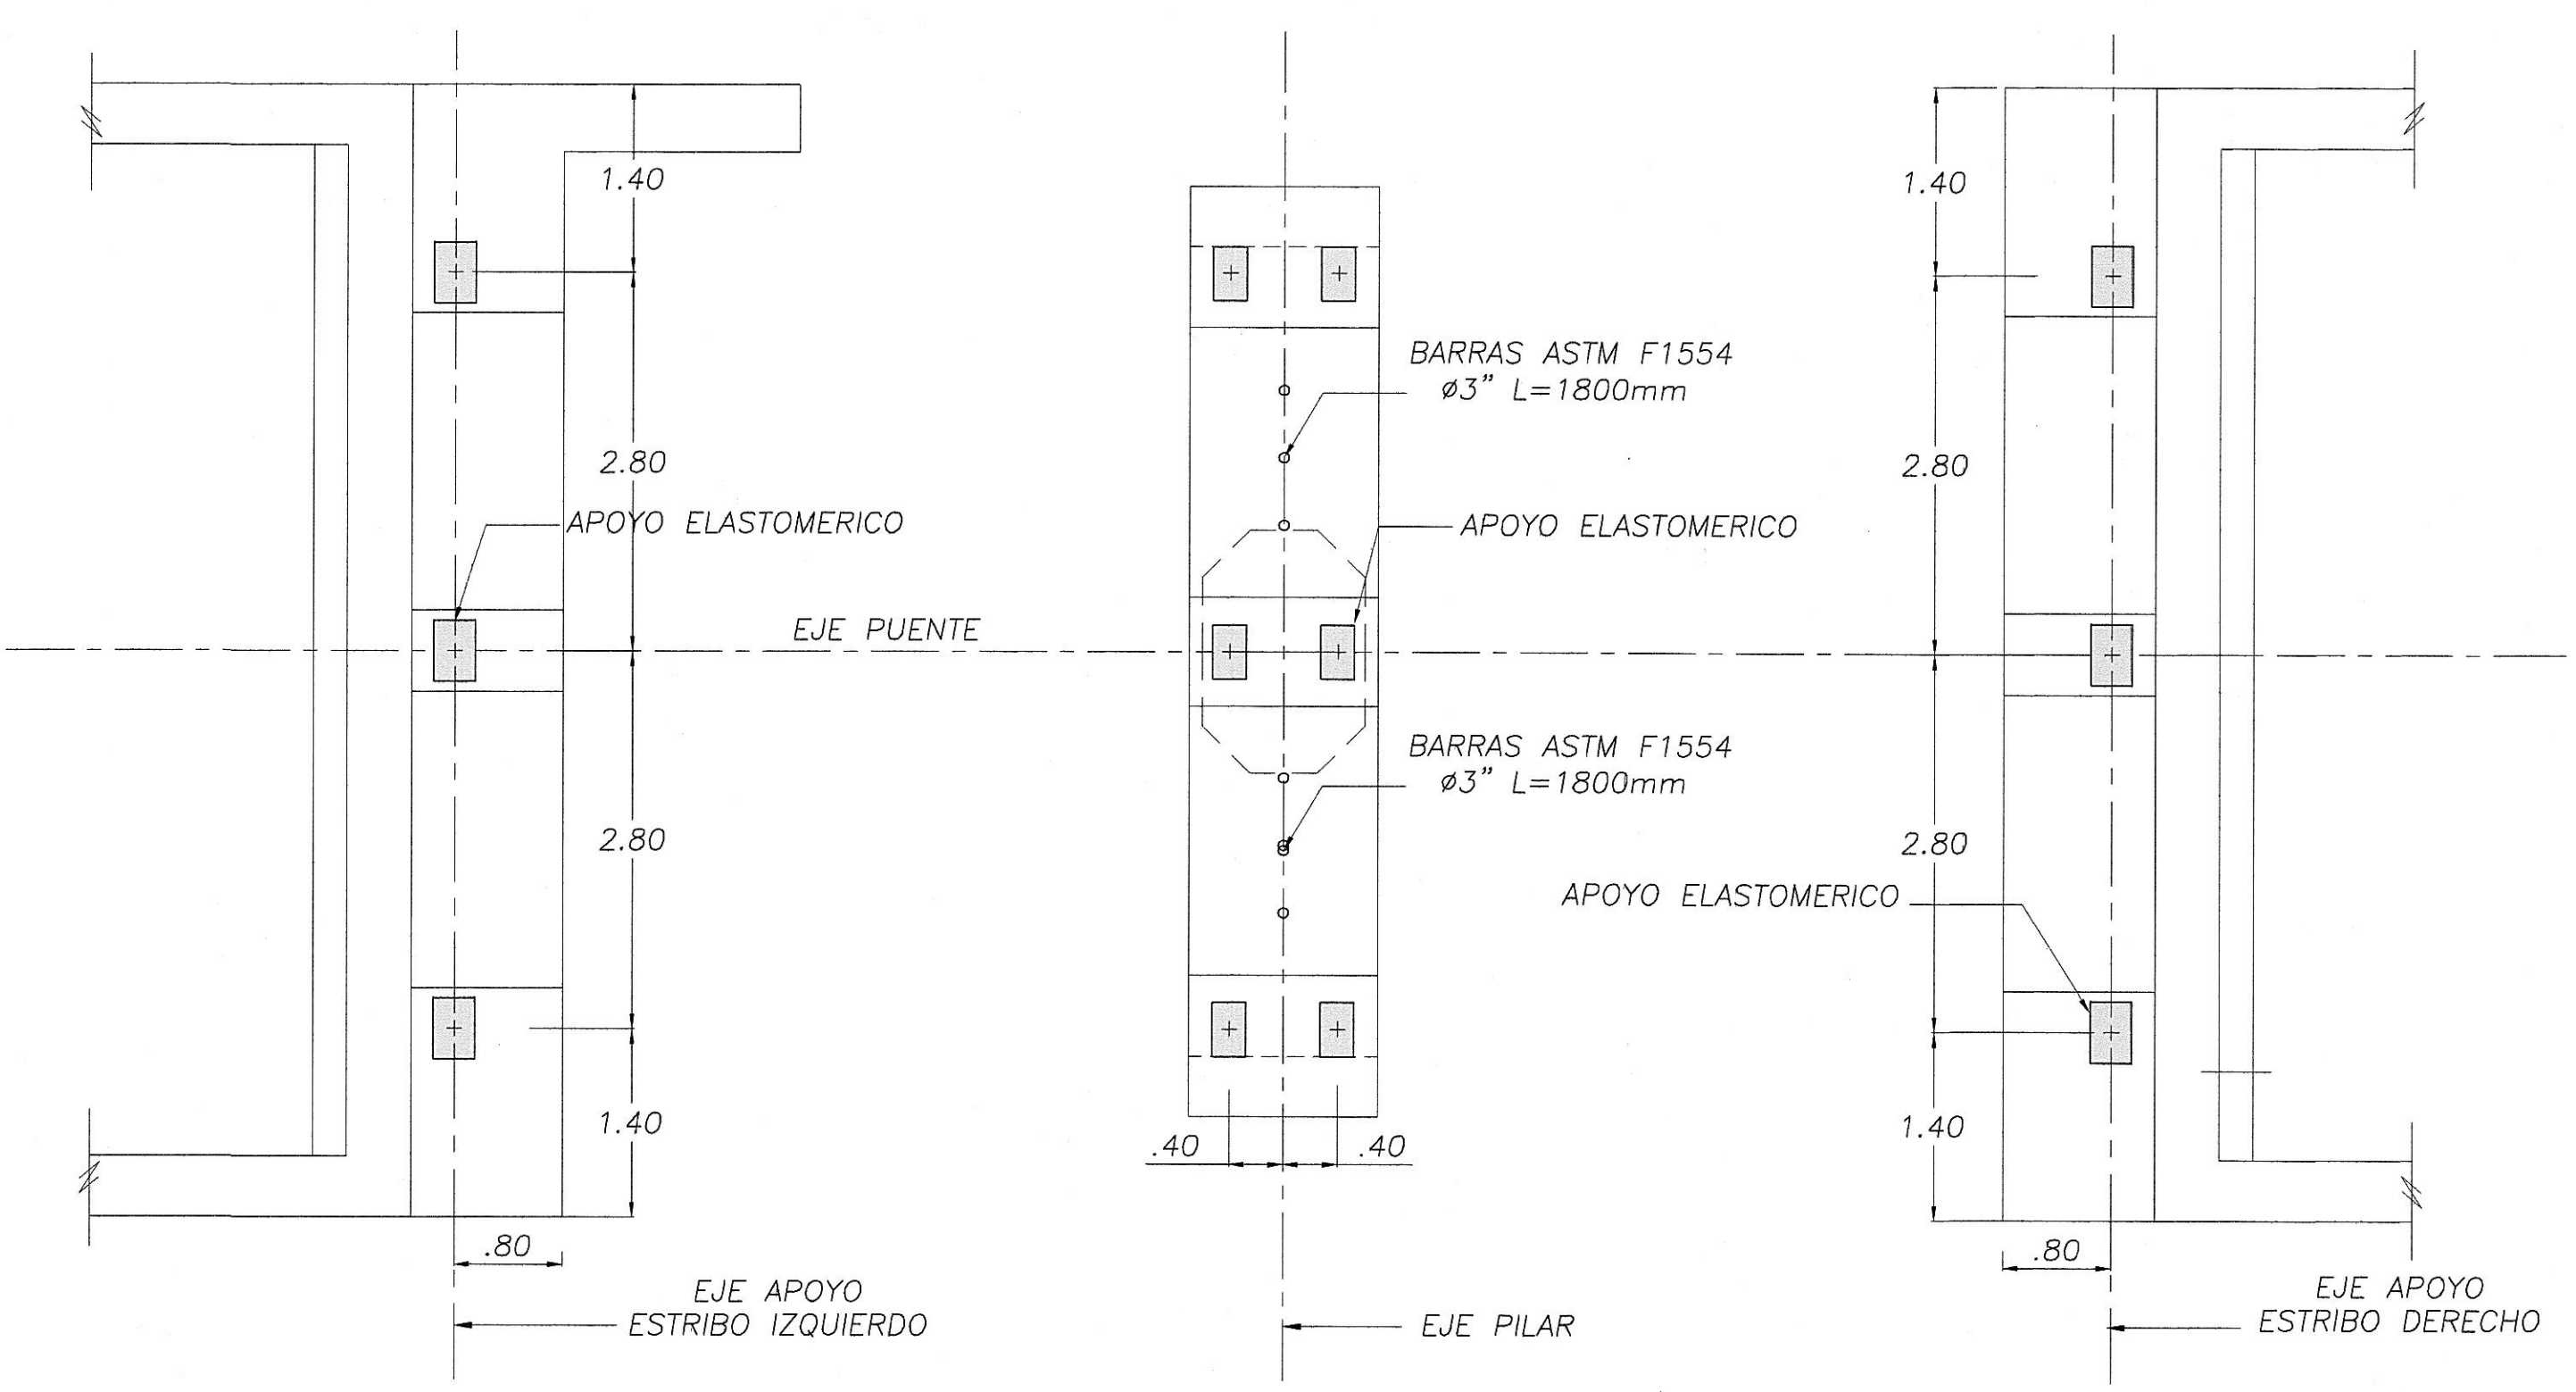 1.40
1.40
BARRAS ASTM F1554
ø3" L=1800mm
2.80
2.80
APOYO ELASTOMERICO
APOYO ELASTOMERICO
EJE PUENTE
BARRAS ASTM F1554
ø3" L=1800mm
2.80
2.80
APOYO ELASTOMERICO
1.40
1.40
.40
.40
.80
.80
EJE APOYO
ESTRIBO IZQUIERDO
EJE PILAR
EJE APOYO
ESTRIBO DERECHO